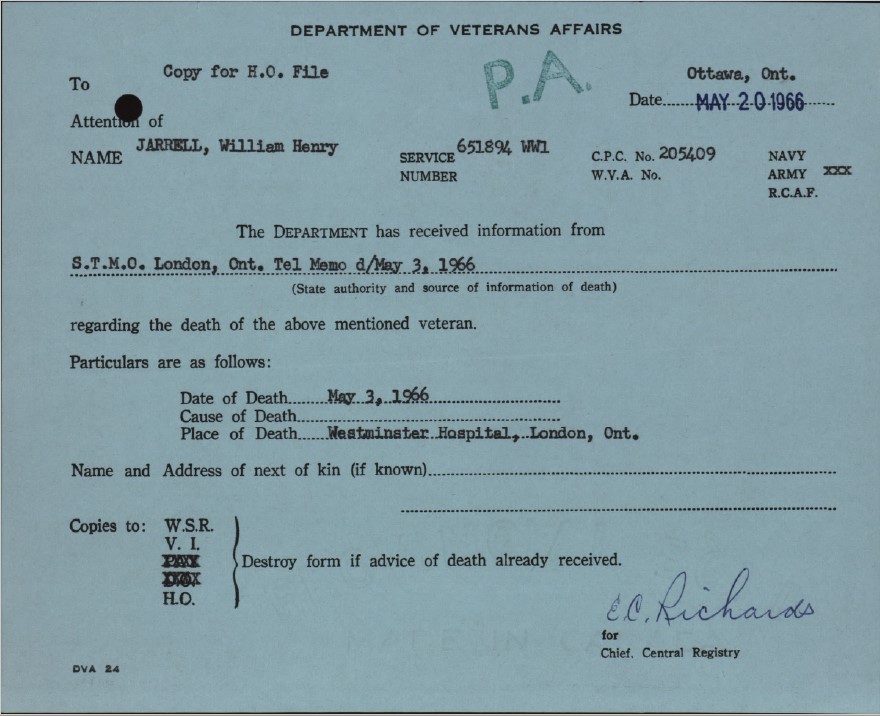 DEPARTMENT OF VETERANS AFFAIRS
To Copy for H.O. File
P.A.
Ottawa, Ont.
Date MAY 20 1966
Attention of
NAME JARRELL, William Henry
SERVICE NUMBER 651894 WW1
C.P.C. No. 205409
W.V.A. No.
NAVY
ARMY XXX
R.C.A.F.
The DEPARTMENT has received information from
S.T.M.O. London, Ont. Tel Memo d/May 3, 1966
(State authority and source of information of death)
regarding the death of the above mentioned veteran.
Particulars are as follows:
Date of Death May 3, 1966
Cause of Death
Place of Death Westminster Hospital, London, Ont.
Name and Address of next of kin (if known)
Copies to: W.S.R.
V. I.
H.O.
Destroy form if advice of death already received.
E.C. Richards
for
Chief, Central Registry
DVA 24